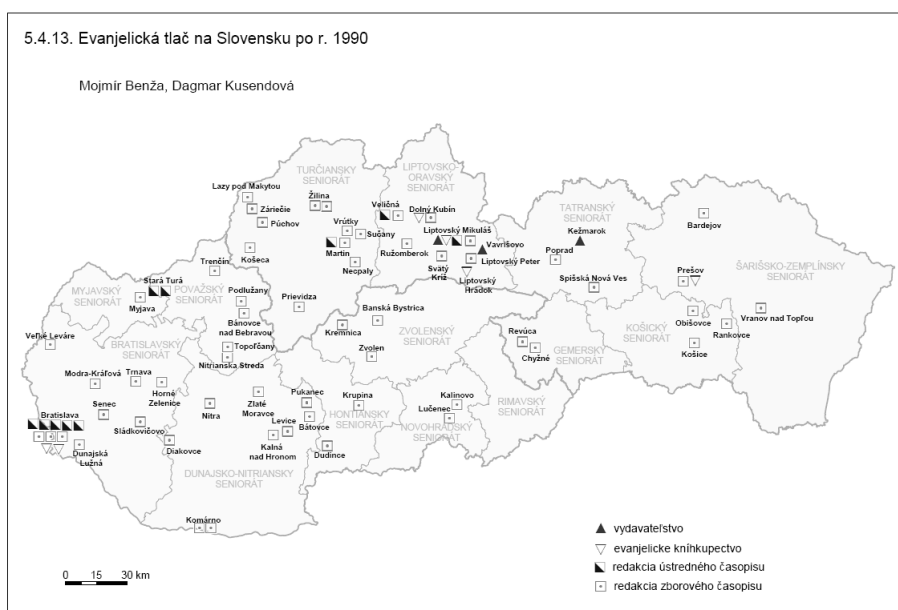 5.4.13. Evanjelická tlač na Slovensku po r. 1990
Mojmír Benža, Dagmar Kusendová
TURČIANSKY
SENIORÁT
LIPTOVSKO-
ORAVSKÝ
SENIORÁT
TATRANSKÝ
SENIORÁT
Lazy pod Makytou
Žilina
Záriečie
Púchov
Vrútky
Sučany
Martin
Neopaly
Košeca
Veličná
Dolný Kubín
Liptovský Mikuláš
Ružomberok
Vavrišovo
Liptovský Peter
Svätý
Kríž
Liptovský
Hrádok
Kežmarok
Poprad
Spišská Nová Ves
Bardejov
Prešov
ŠARIŠSKO-ZEMPLÍNSKY
SENIORÁT
Trenčín
MYJAVSKÝ
SENIORÁT
Stará Turá
Myjava
POVAŽSKÝ
SENIORÁT
Podlužany
Bánovce
nad Bebravou
Prievidza
Banská Bystrica
Kremnica
ZVOLENSKÝ
SENIORÁT
Zvolen
Revúca
Chyžné
GEMERSKÝ
SENIORÁT
KOŠICKÝ
SENIORÁT
Obišovce
Rankovce
Košice
Vranov nad Topľou
Veľké Leváre
BRATISLAVSKÝ
SENIORÁT
Topoľčany
Nitrianska Streda
Modra-Kráľová
Trnava
Horné
Zelenice
Senec
Sládkovičovo
Bratislava
Dunajská
Lužná
Diakovce
Nitra
Zlaté
Moravce
Pukanec
Levice
Bátovce
Kalná
nad Hronom
Krupina
HONTIANSKY
SENIORÁT
Dudince
Kalinovo
Lučenec
NOVOHRADSKÝ
SENIORÁT
RIMAVSKÝ
SENIORÁT
DUNAJSKO-NITRIANSKY
SENIORÁT
Komárno
vydavateľstvo
evanjelicke kníhkupectvo
redakcia ústredného časopisu
redakcia zborového časopisu
0 15 30 km